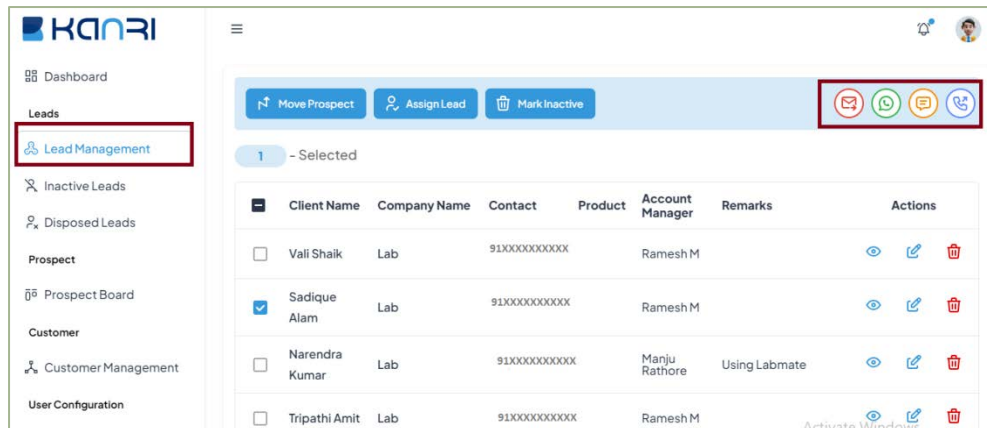 KANRI
Dashboard
Leads
Lead Management
Inactive Leads
Disposed Leads
Prospect
Prospect Board
Customer
Customer Management
User Configuration
Move Prospect Assign Lead Mark Inactive
1 - Selected
Client Name Company Name Contact Product Account Manager Remarks Actions
Vali Shaik Lab 91XXXXXXXXXX Ramesh M
Sadique Alam Lab 91XXXXXXXXXX Ramesh M
Narendra Kumar Lab 91XXXXXXXXXX Manju Rathore Using Labmate
Tripathi Amit Lab 91XXXXXXXXXX Ramesh M
Activate Windows